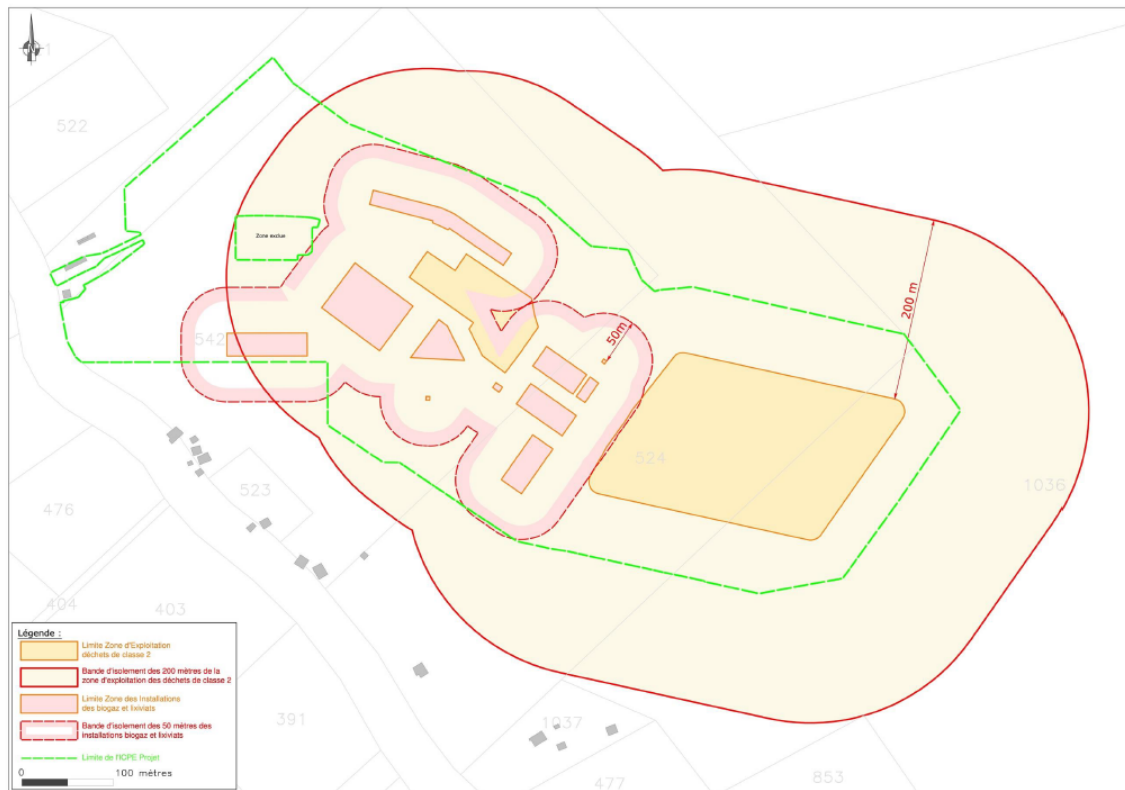 N
1
522
Zone exclue
200 m
50m
542
524
1036
523
476
404
403
391
1037
477
853
Légende :
Limite Zone d'Exploitation
déchets de classe 2
Bande d'isolement des 200 mètres de la
zone d'exploitation des déchets de classe 2
Limite Zone des Installations
des biogaz et lixiviats
Bande d'isolement des 50 mètres des
installations biogaz et lixiviats
Limite de l'ICPE Projet
0 100 mètres